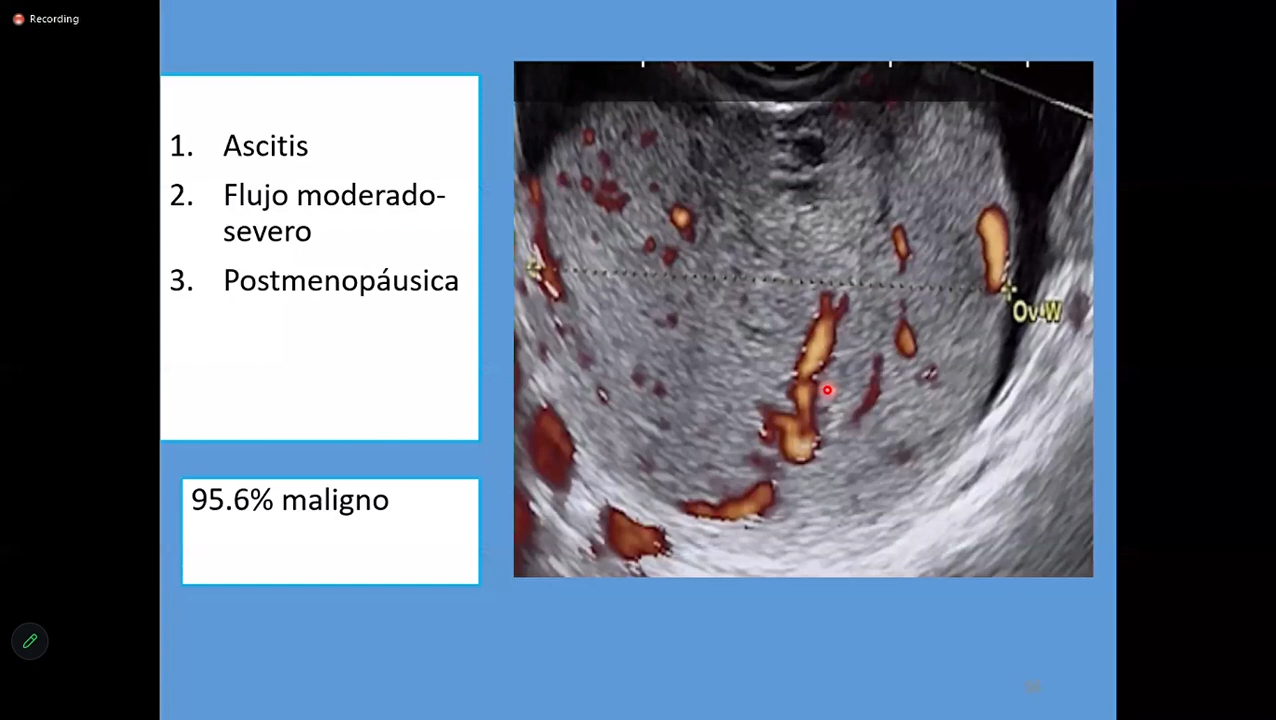 Recording
1. Ascitis
2. Flujo moderado-
severo
3. Postmenopáusica
Ov-W
95.6% maligno